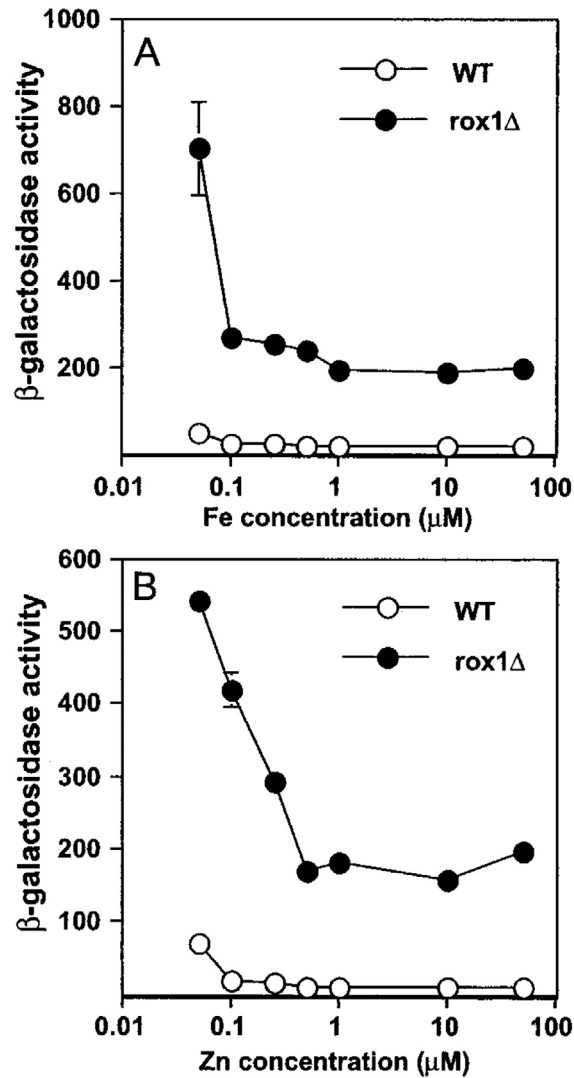 1000
A
WT
800
rox1Δ
600
400
200
β-galactosidase activity
0.01 0.1 1 10 100
Fe concentration (μM)
600
B
WT
500
rox1Δ
400
300
200
100
β-galactosidase activity
0.01 0.1 1 10 100
Zn concentration (μM)